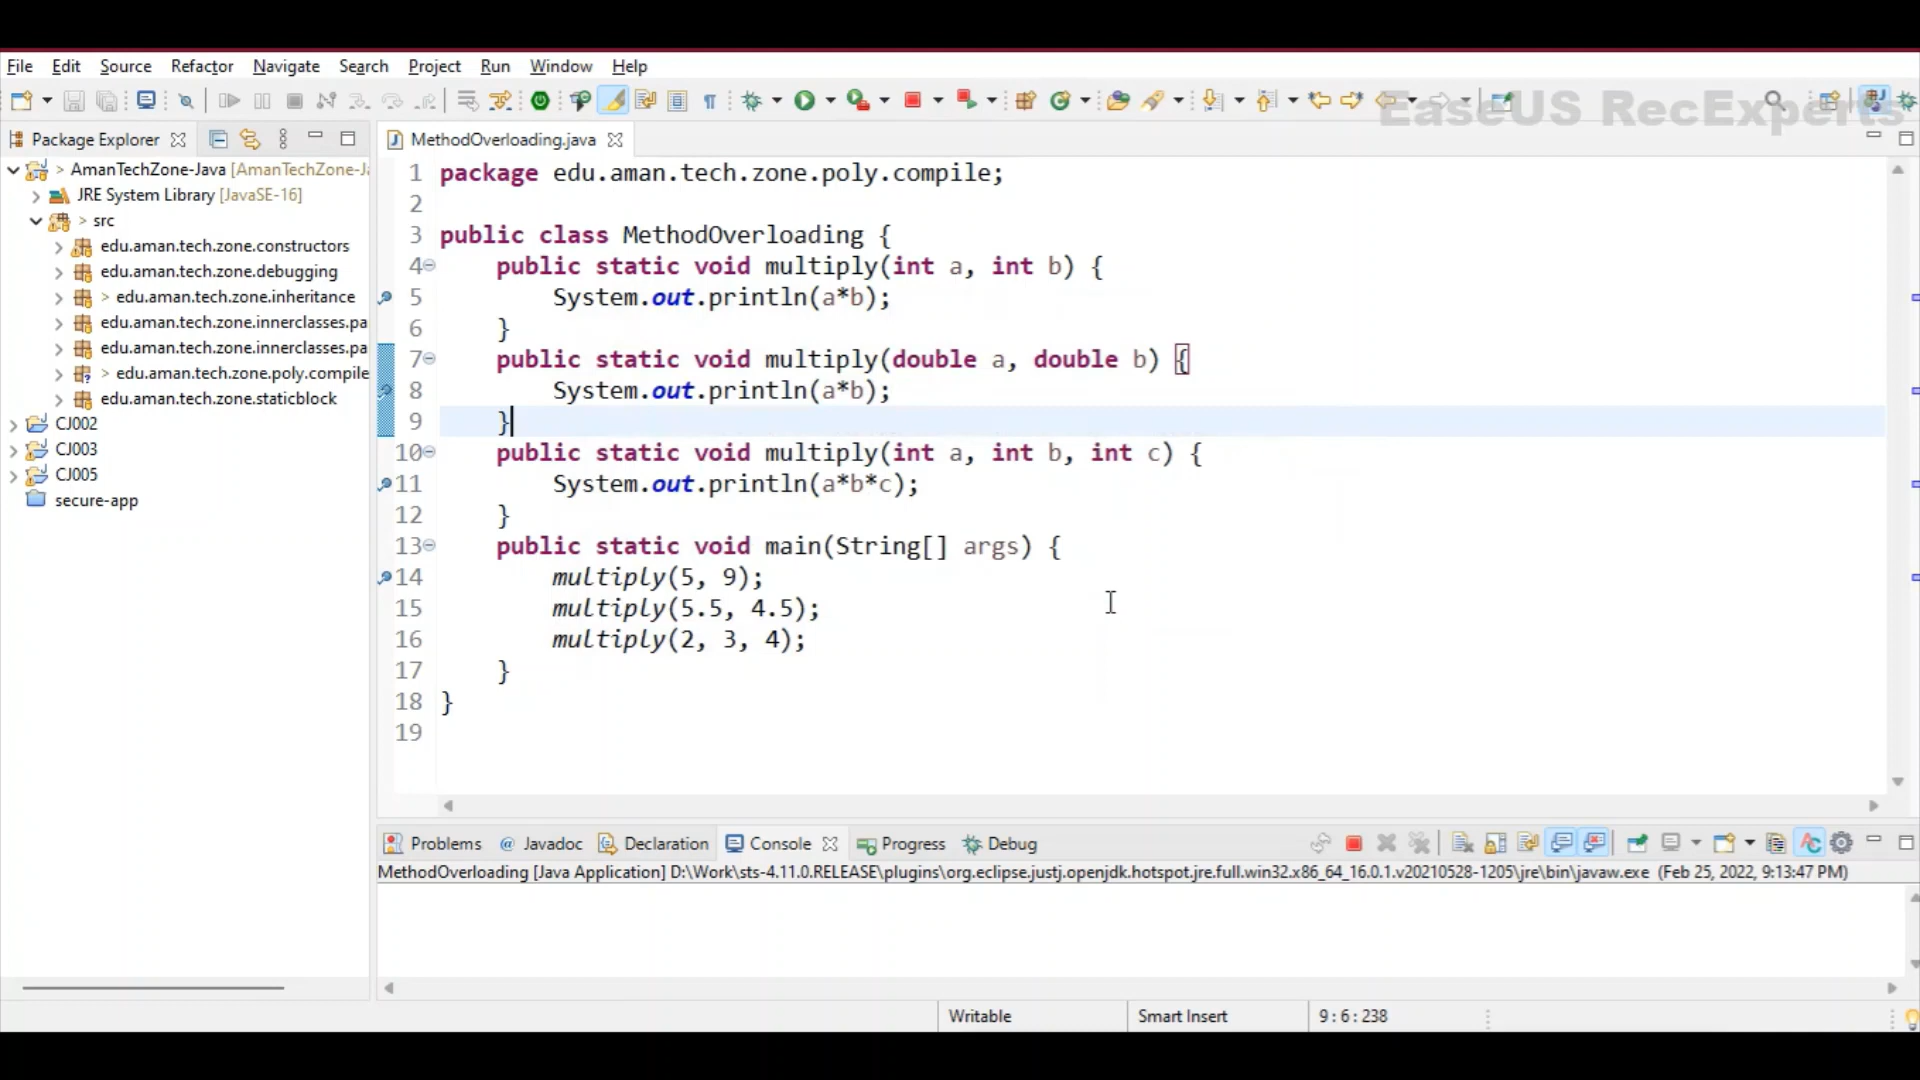 File Edit Source Refactor Navigate Search Project Run Window Help
EaseUS RecExperts
Package Explorer
MethodOverloading.java
> AmanTechZone-Java [AmanTechZone-Ja
JRE System Library [JavaSE-16]
> src
edu.aman.tech.zone.constructors
edu.aman.tech.zone.debugging
> edu.aman.tech.zone.inheritance
edu.aman.tech.zone.innerclasses.pa
edu.aman.tech.zone.innerclasses.pa
> edu.aman.tech.zone.poly.compile
edu.aman.tech.zone.staticblock
CJ002
CJ003
CJ005
secure-app
1 package edu.aman.tech.zone.poly.compile;
2
3 public class MethodOverloading {
4 public static void multiply(int a, int b) {
5 System.out.println(a*b);
6 }
7 public static void multiply(double a, double b) {
8 System.out.println(a*b);
9 }
10 public static void multiply(int a, int b, int c) {
11 System.out.println(a*b*c);
12 }
13 public static void main(String[] args) {
14 multiply(5, 9);
15 multiply(5.5, 4.5);
16 multiply(2, 3, 4);
17 }
18 }
19
Problems @ Javadoc Declaration Console Progress Debug
MethodOverloading [Java Application] D:\Work\sts-4.11.0.RELEASE\plugins\org.eclipse.justj.openjdk.hotspot.jre.full.win32.x86_64_16.0.1.v20210528-1205\jre\bin\javaw.exe (Feb 25, 2022, 9:13:47 PM)
Writable Smart Insert 9 : 6 : 238